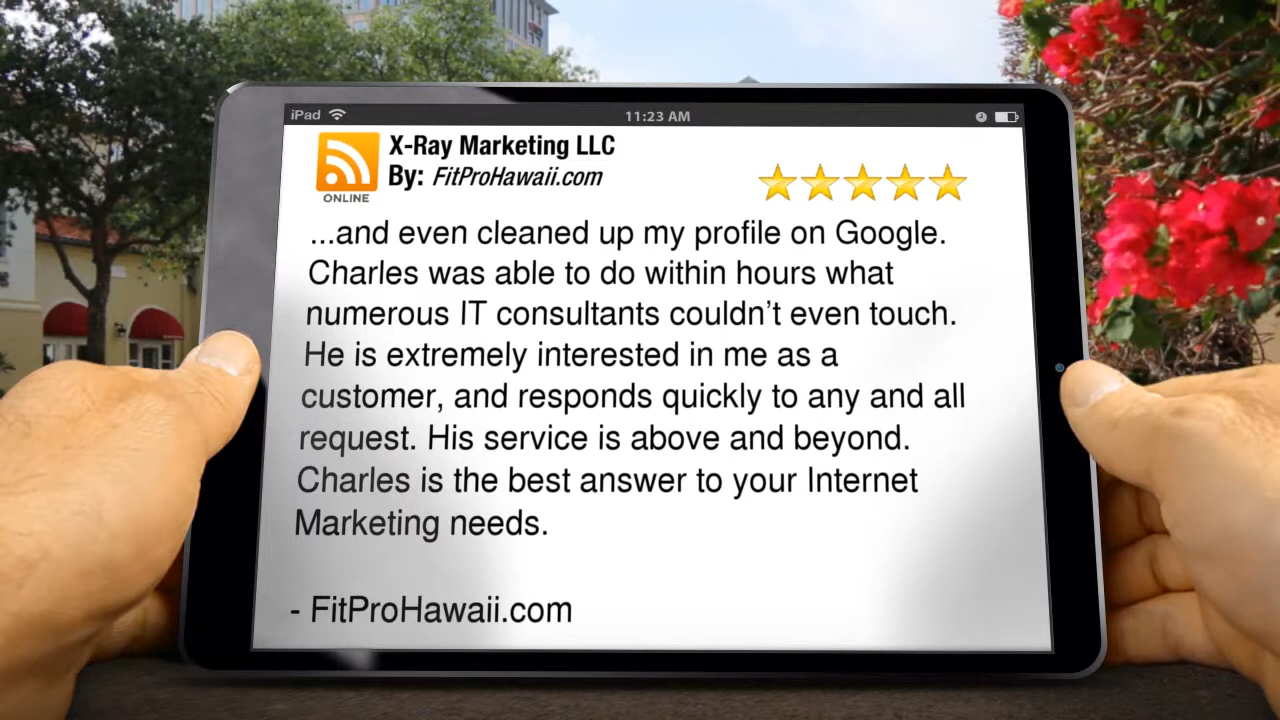 iPad 11:23 AM
X-Ray Marketing LLC
By: FitProHawaii.com
ONLINE
...and even cleaned up my profile on Google.
Charles was able to do within hours what
numerous IT consultants couldn’t even touch.
He is extremely interested in me as a
customer, and responds quickly to any and all
request. His service is above and beyond.
Charles is the best answer to your Internet
Marketing needs.
- FitProHawaii.com